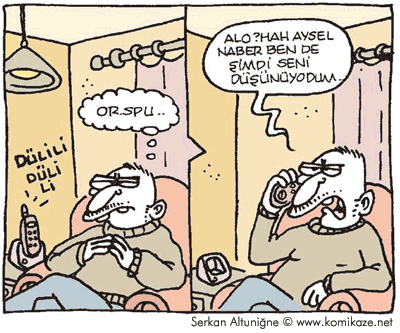 DÜLİLİ
DÜLİ
Lİ
OR.SPU..
ALO?HAH AYSEL
NABER BEN DE
ŞİMDİ SENİ
DÜŞÜNÜYODUM..
Serkan Altuniğne © www.komikaze.net